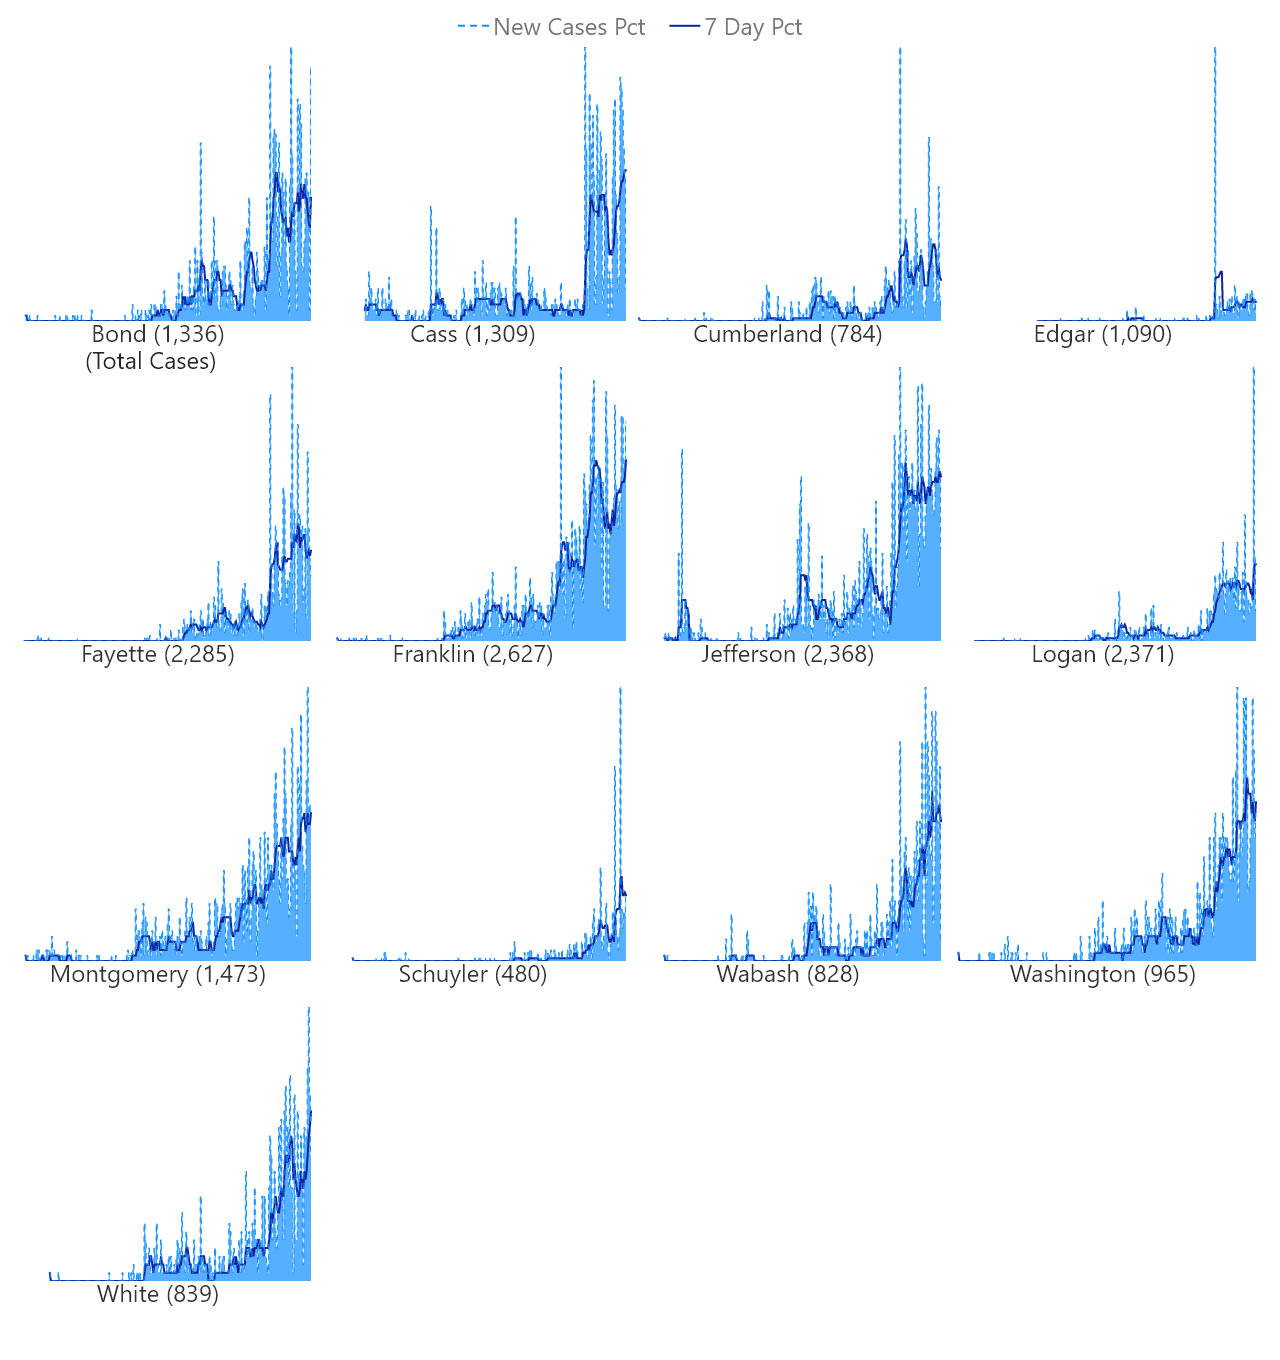 New Cases Pct 7 Day Pct
Bond (1,336) Cass (1,309) Cumberland (784) Edgar (1,090)
(Total Cases)
Fayette (2,285) Franklin (2,627) Jefferson (2,368) Logan (2,371)
Montgomery (1,473) Schuyler (480) Wabash (828) Washington (965)
White (839)